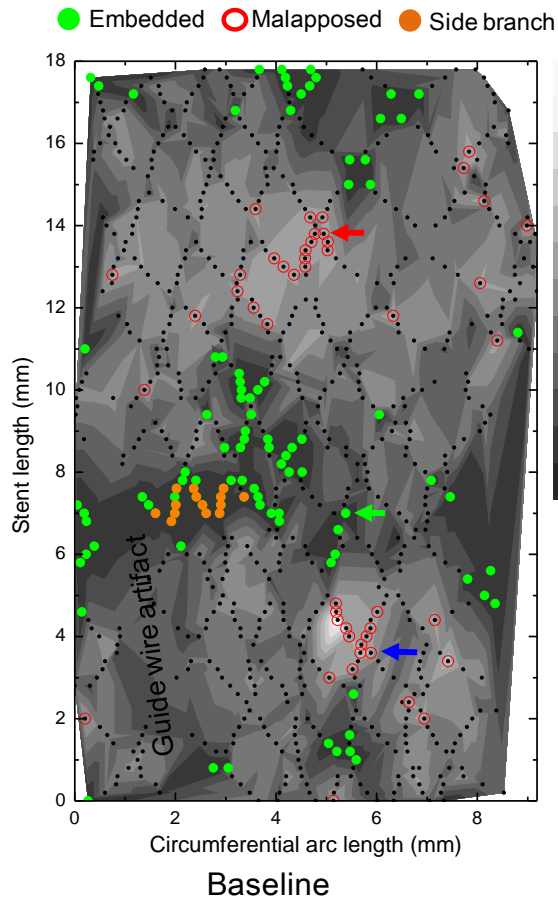 Embedded Malapposed Side branch
18
16
14
12
10
8
6
4
2
0
Stent length (mm)
Guide wire artifact
0 2 4 6 8
Circumferential arc length (mm)
Baseline